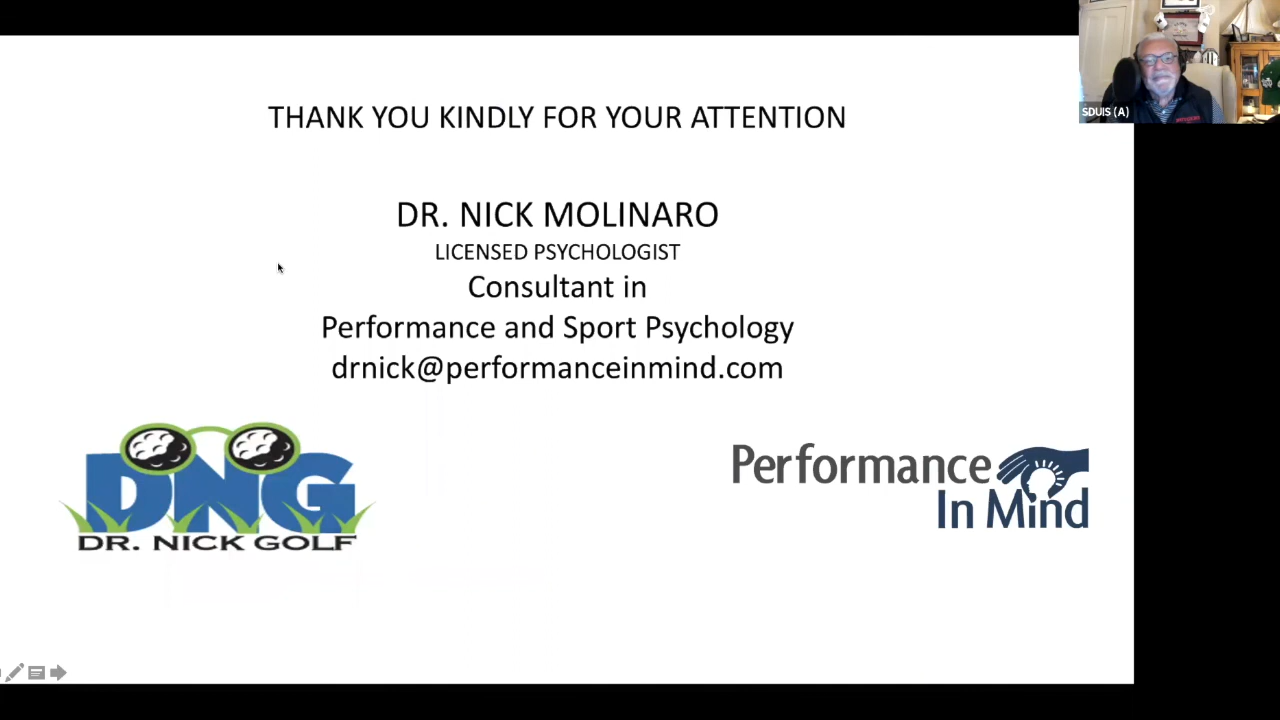 THANK YOU KINDLY FOR YOUR ATTENTION
SDUIS (A)
DR. NICK MOLINARO
LICENSED PSYCHOLOGIST
Consultant in
Performance and Sport Psychology
drnick@performanceinmind.com
DNG
DR. NICK GOLF
Performance
In Mind